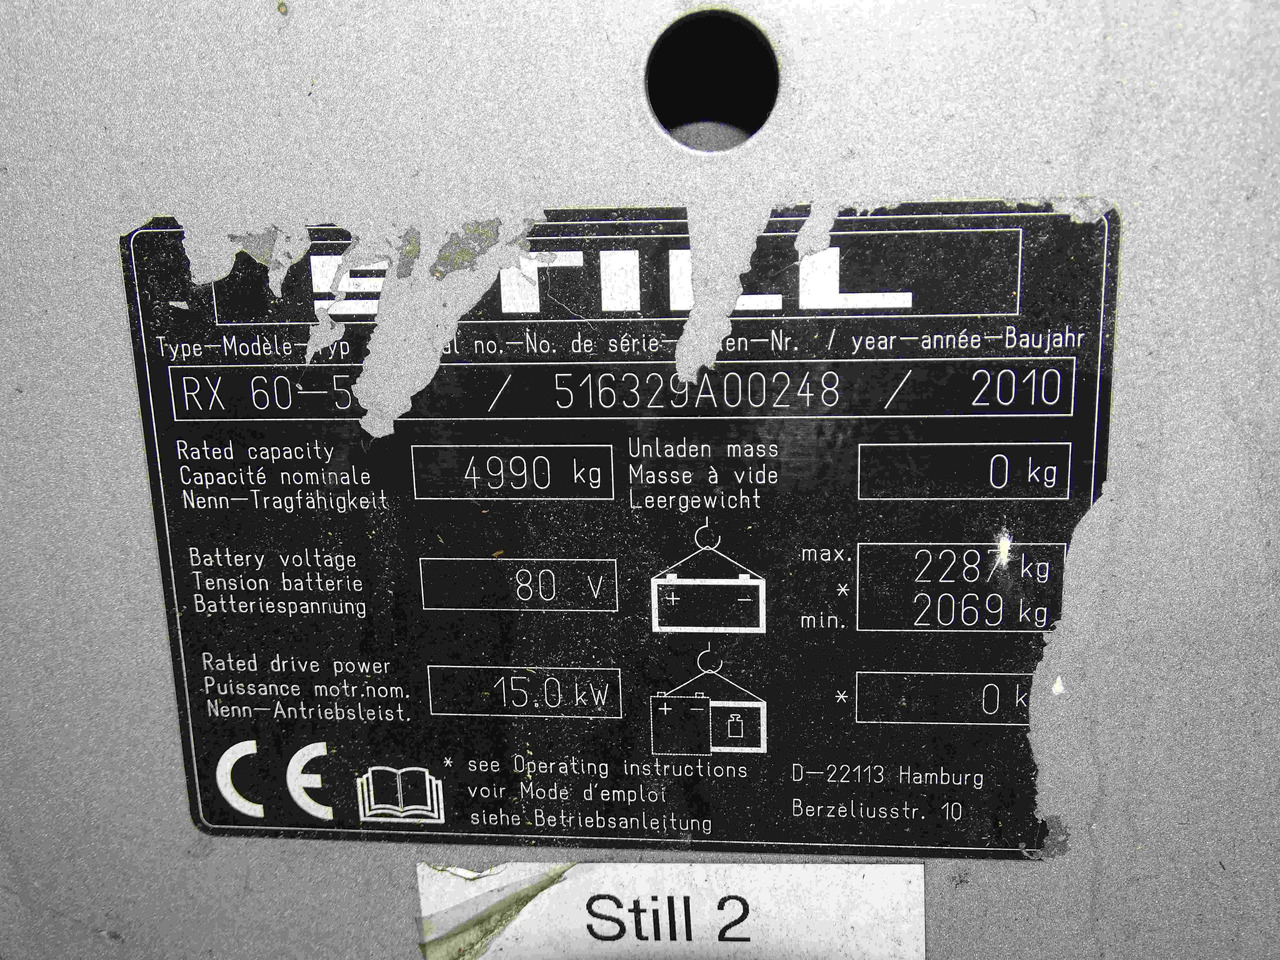 STILL
Type–Modèle–Typ no.–No. de série– –Nr. / year–année–Baujahr
RX 60–5 / 516329A00248 / 2010
Rated capacity
Capacité nominale
Nenn–Tragfähigkeit
4990 kg
Unladen mass
Masse à vide
Leergewicht
0 kg
Battery voltage
Tension batterie
Batteriespannung
80 V
+ –
max.
*
min.
2287 kg
2069 kg
Rated drive power
Puissance motr.nom.
Nenn–Antriebsleist.
15.0 kW
+ –
*
0 k
CE
* see Operating instructions
voir Mode d'emploi
siehe Betriebsanleitung
D–22113 Hamburg
Berzeliusstr. 10
Still 2